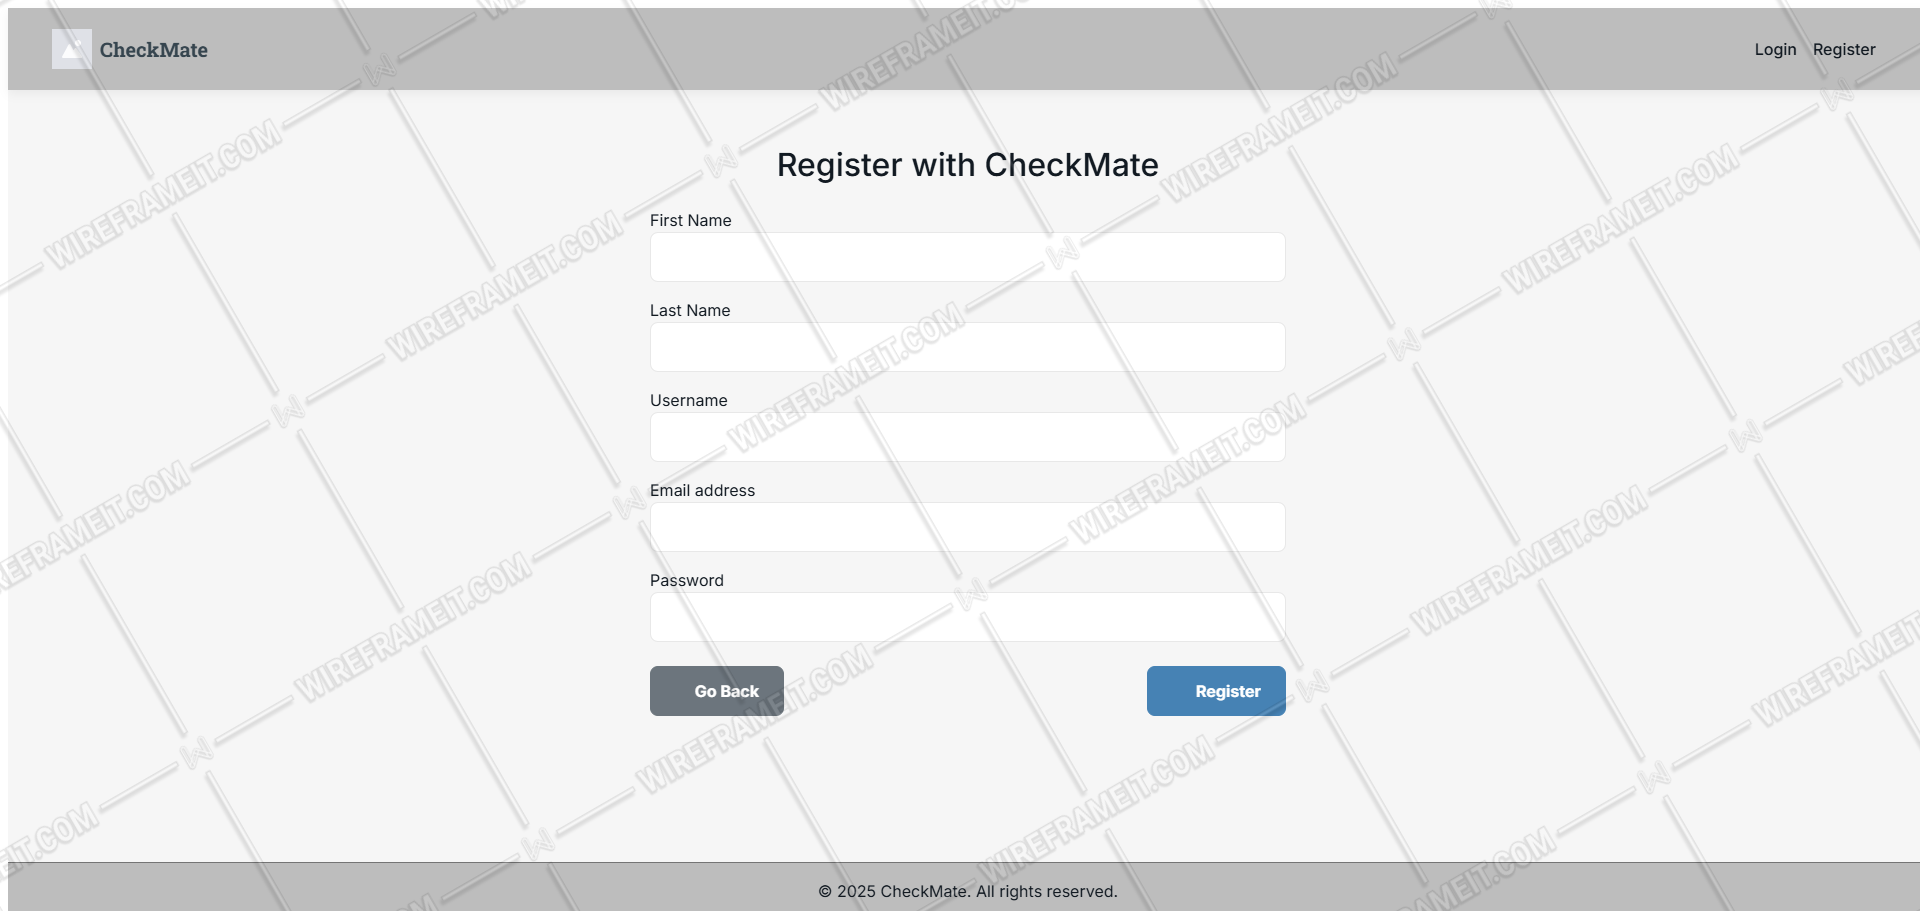 CheckMate
Login Register
Register with CheckMate
First Name
Last Name
Username
Email address
Password
Go Back
Register
© 2025 CheckMate. All rights reserved.
WIREFRAMEIT.COM